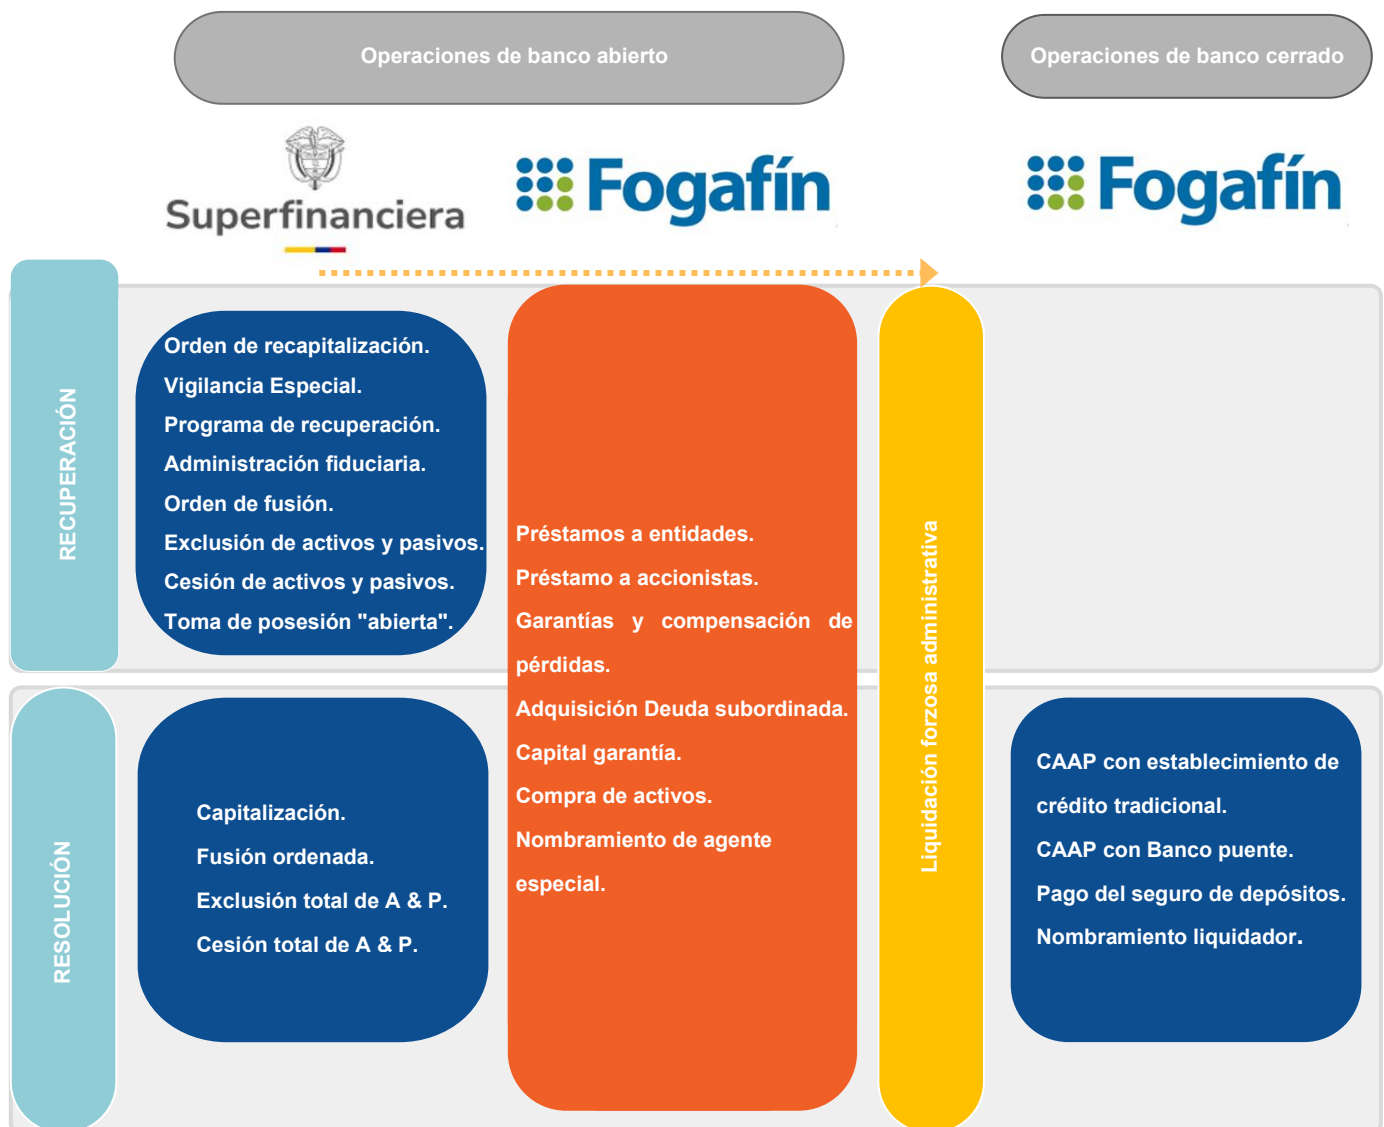 Operaciones de banco abierto
Operaciones de banco cerrado
Superfinanciera
Fogafín
Fogafín
RECUPERACIÓN
Orden de recapitalización.
Vigilancia Especial.
Programa de recuperación.
Administración fiduciaria.
Orden de fusión.
Exclusión de activos y pasivos.
Cesión de activos y pasivos.
Toma de posesión "abierta".
Préstamos a entidades.
Préstamo a accionistas.
Garantías y compensación de
pérdidas.
Adquisición Deuda subordinada.
Capital garantía.
Compra de activos.
Nombramiento de agente
especial.
Liquidación forzosa administrativa
RESOLUCIÓN
Capitalización.
Fusión ordenada.
Exclusión total de A & P.
Cesión total de A & P.
CAAP con establecimiento de
crédito tradicional.
CAAP con Banco puente.
Pago del seguro de depósitos.
Nombramiento liquidador.